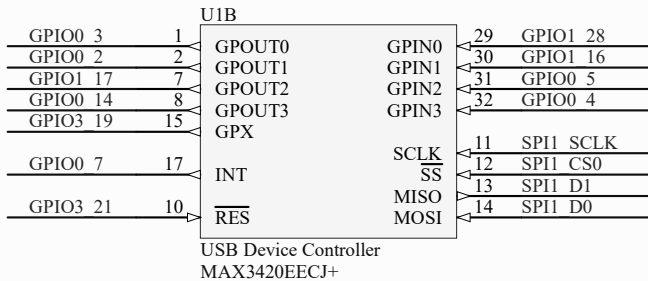 U1B
GPIO0_3 1 GPOUT0 GPIN0 29 GPIO1_28
GPIO0_2 2 GPOUT1 GPIN1 30 GPIO1_16
GPIO1_17 7 GPOUT2 GPIN2 31 GPIO0_5
GPIO0_14 8 GPOUT3 GPIN3 32 GPIO0_4
GPIO3_19 15 GPX
SCLK 11 SPI1_SCLK
GPIO0_7 17 INT SS 12 SPI1_CS0
MISO 13 SPI1_D1
GPIO3_21 10 RES MOSI 14 SPI1_D0
USB Device Controller
MAX3420EECJ+